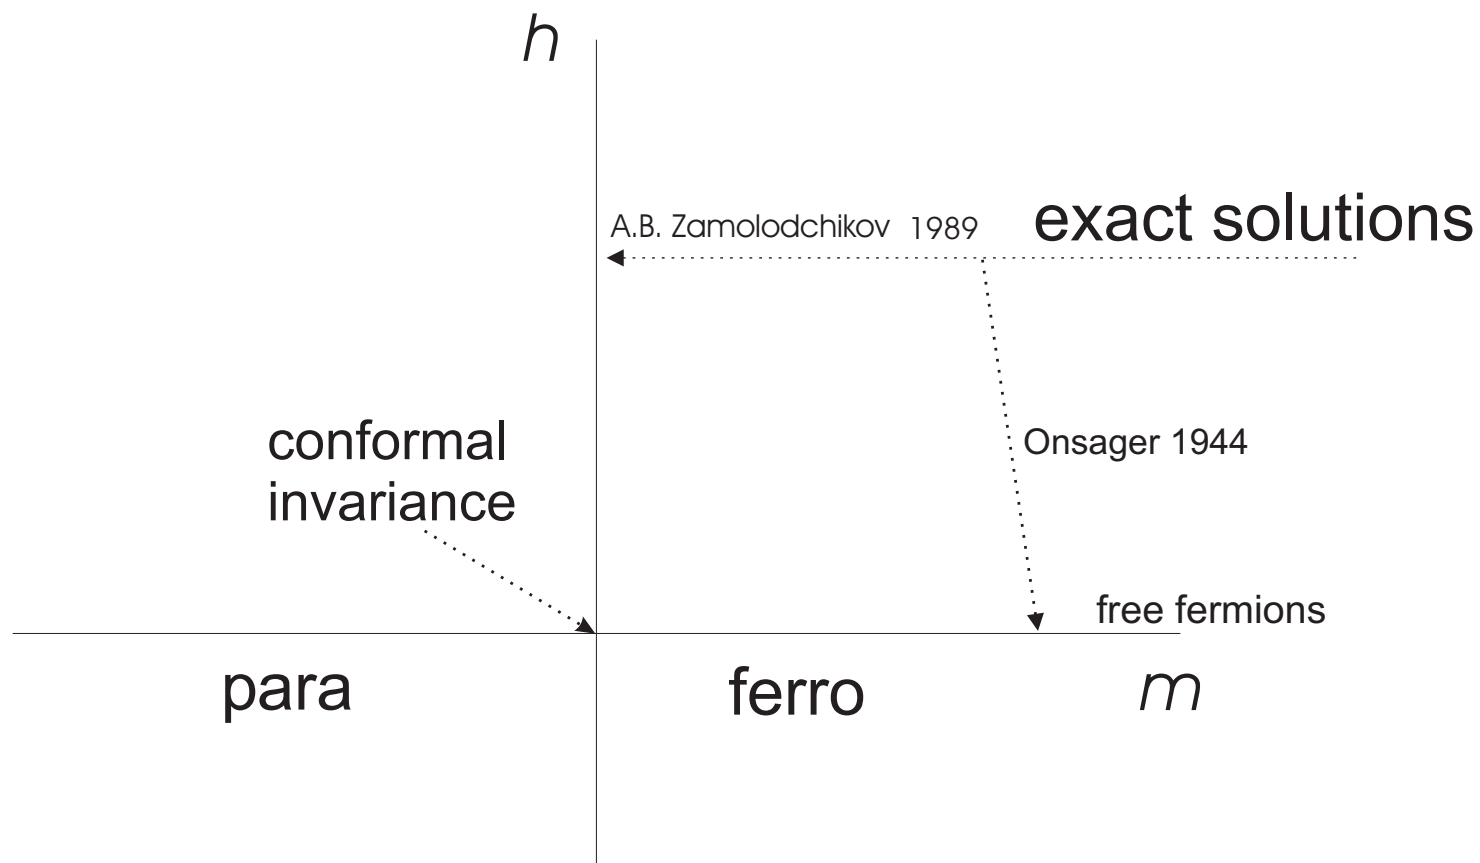 h
A.B. Zamolodchikov 1989
exact solutions
conformal
invariance
Onsager 1944
free fermions
para
ferro
m